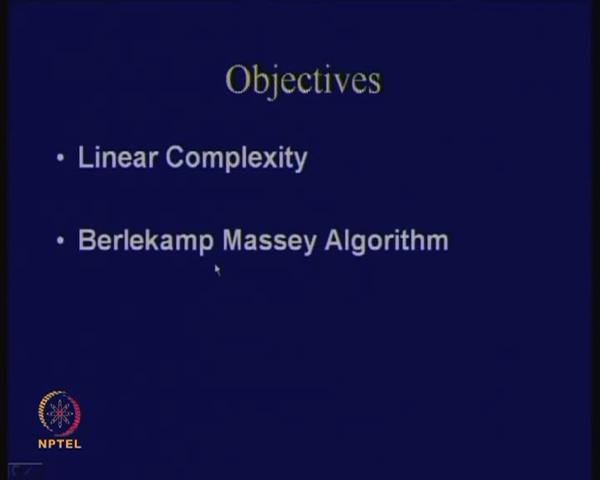 Objectives
• Linear Complexity
• Berlekamp Massey Algorithm
NPTEL